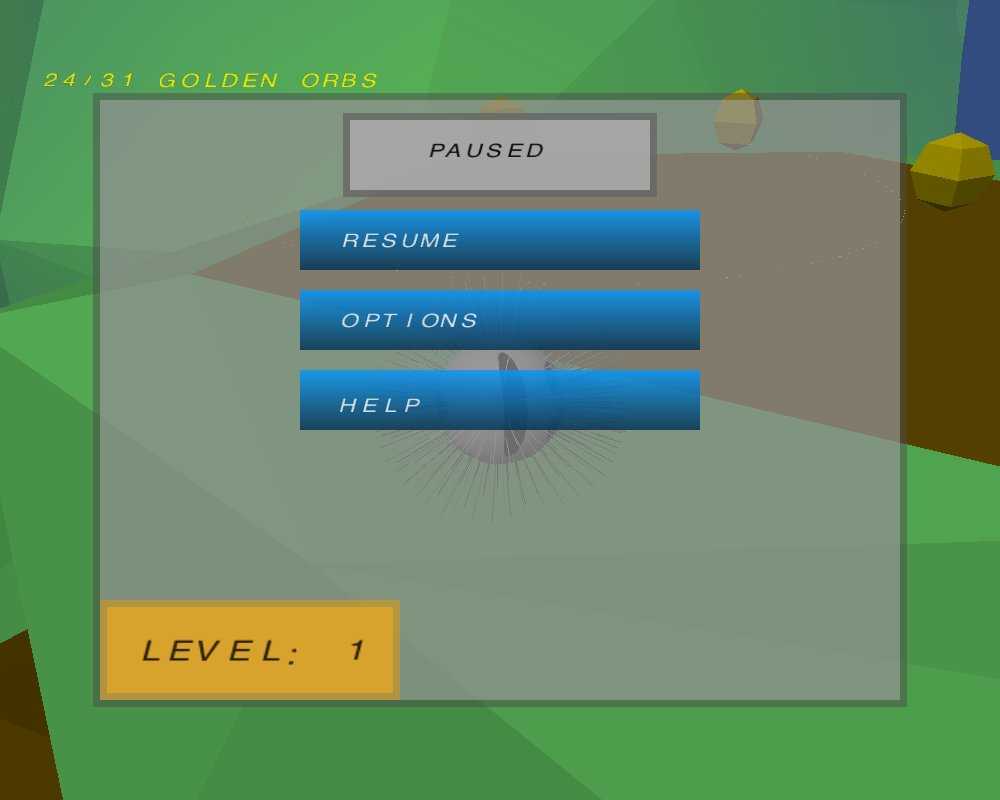 24/31 GOLDEN ORBS
PAUSED
RESUME
OPTIONS
HELP
LEVEL: 1